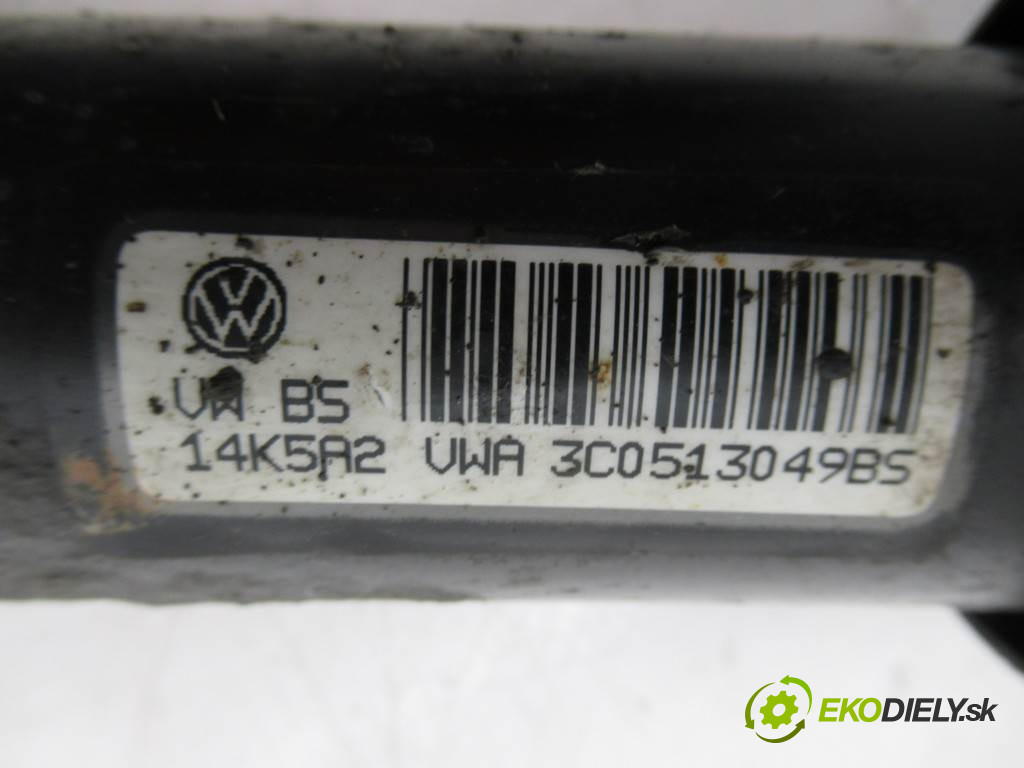 VW BS
14K5A2 VWA 3C0513049BS
EKODIELY.sk